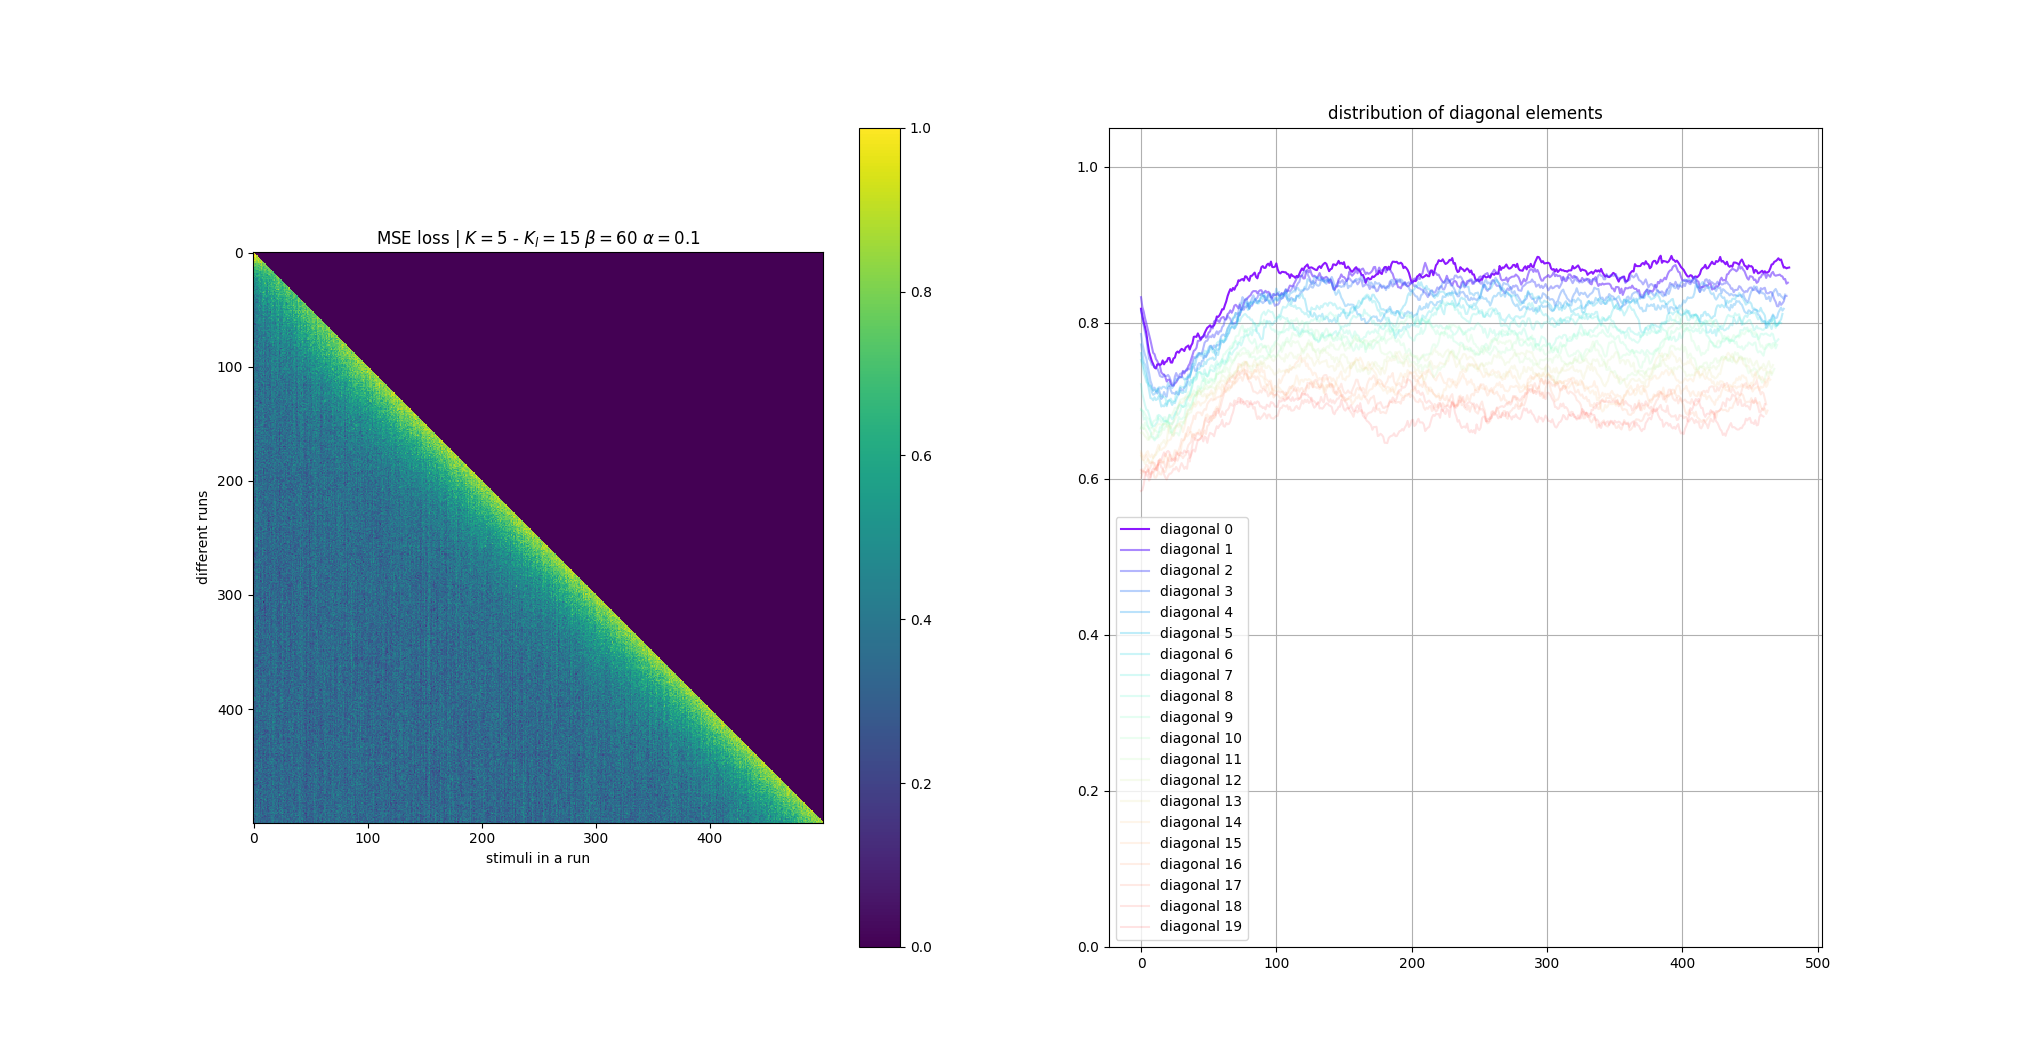 MSE loss | K = 5 - K_l = 15 β = 60 α = 0.1
0
100
200
300
400
different runs
0
100
200
300
400
stimuli in a run
1.0
0.8
0.6
0.4
0.2
0.0
distribution of diagonal elements
1.0
0.8
0.6
0.4
0.2
0.0
diagonal 0
diagonal 1
diagonal 2
diagonal 3
diagonal 4
diagonal 5
diagonal 6
diagonal 7
diagonal 8
diagonal 9
diagonal 10
diagonal 11
diagonal 12
diagonal 13
diagonal 14
diagonal 15
diagonal 16
diagonal 17
diagonal 18
diagonal 19
0
100
200
300
400
500